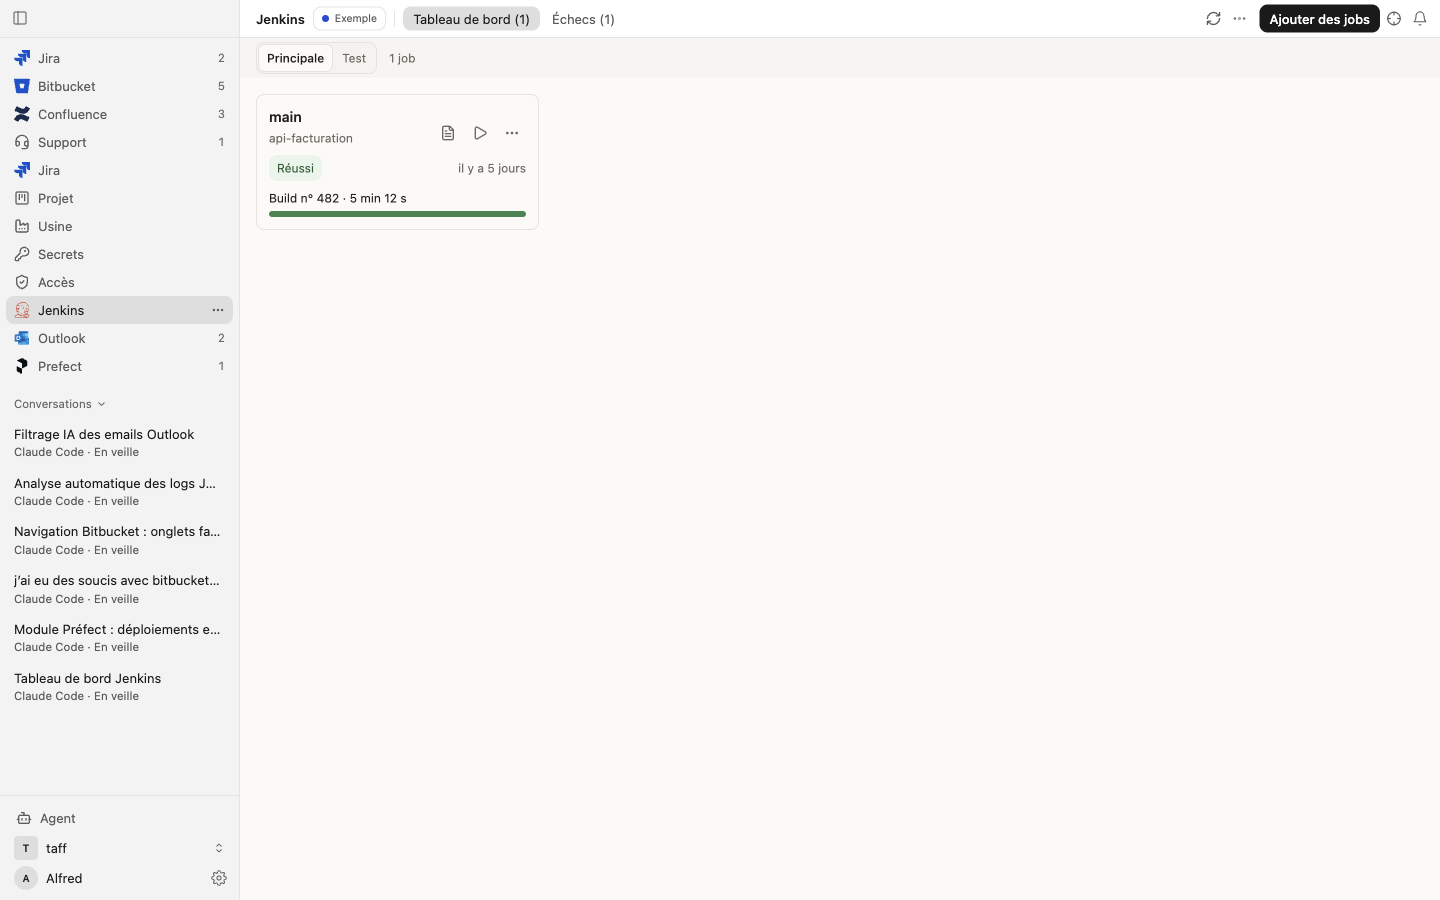 Jenkins
Exemple
Tableau de bord (1)
Échecs (1)
Ajouter des jobs
Jira 2
Bitbucket 5
Confluence 3
Support 1
Jira
Projet
Usine
Secrets
Accès
Jenkins
Outlook 2
Prefect 1
Conversations
Filtrage IA des emails Outlook
Claude Code · En veille
Analyse automatique des logs J...
Claude Code · En veille
Navigation Bitbucket : onglets fa...
Claude Code · En veille
j'ai eu des soucis avec bitbucket...
Claude Code · En veille
Module Préfect : déploiements e...
Claude Code · En veille
Tableau de bord Jenkins
Claude Code · En veille
Agent
T taff
A Alfred
Principale Test 1 job
main
api-facturation
Réussi il y a 5 jours
Build n° 482 · 5 min 12 s